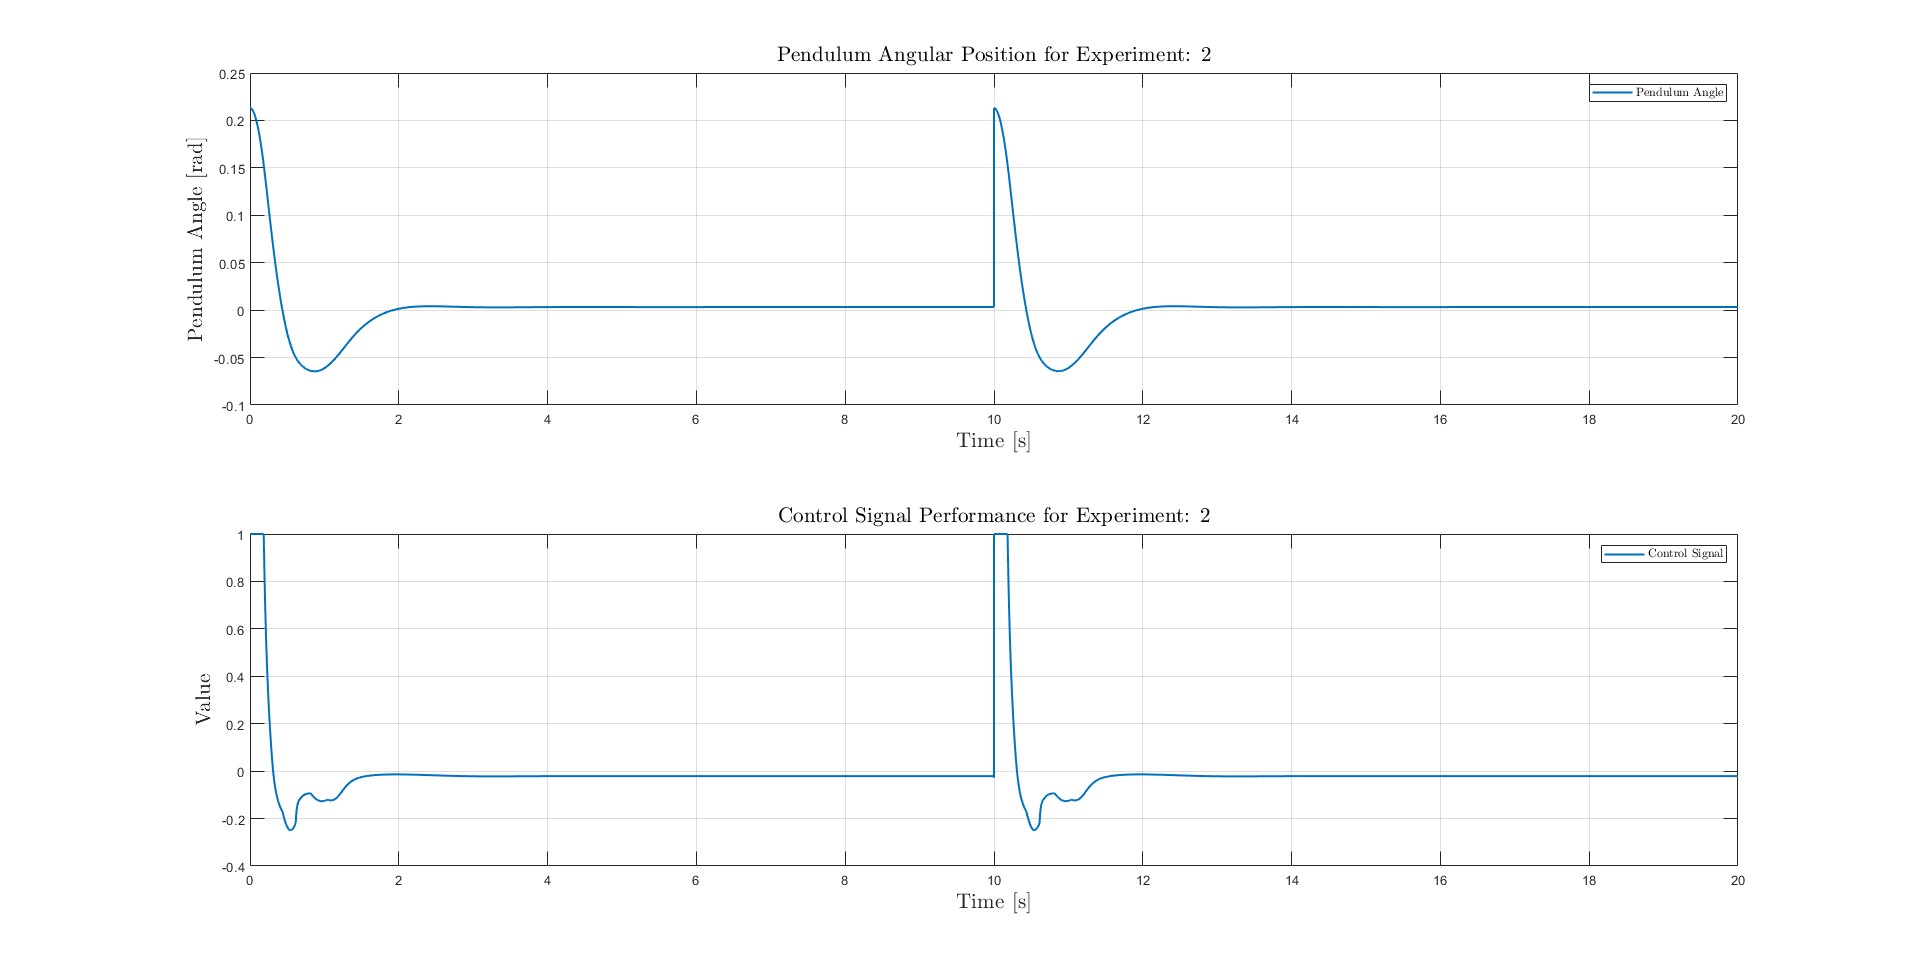 Pendulum Angular Position for Experiment: 2
0.25
0.2
0.15
0.1
0.05
0
-0.05
-0.1
Pendulum Angle [rad]
Pendulum Angle
0 2 4 6 8 10 12 14 16 18 20
Time [s]
Control Signal Performance for Experiment: 2
1
0.8
0.6
0.4
0.2
0
-0.2
-0.4
Value
Control Signal
0 2 4 6 8 10 12 14 16 18 20
Time [s]